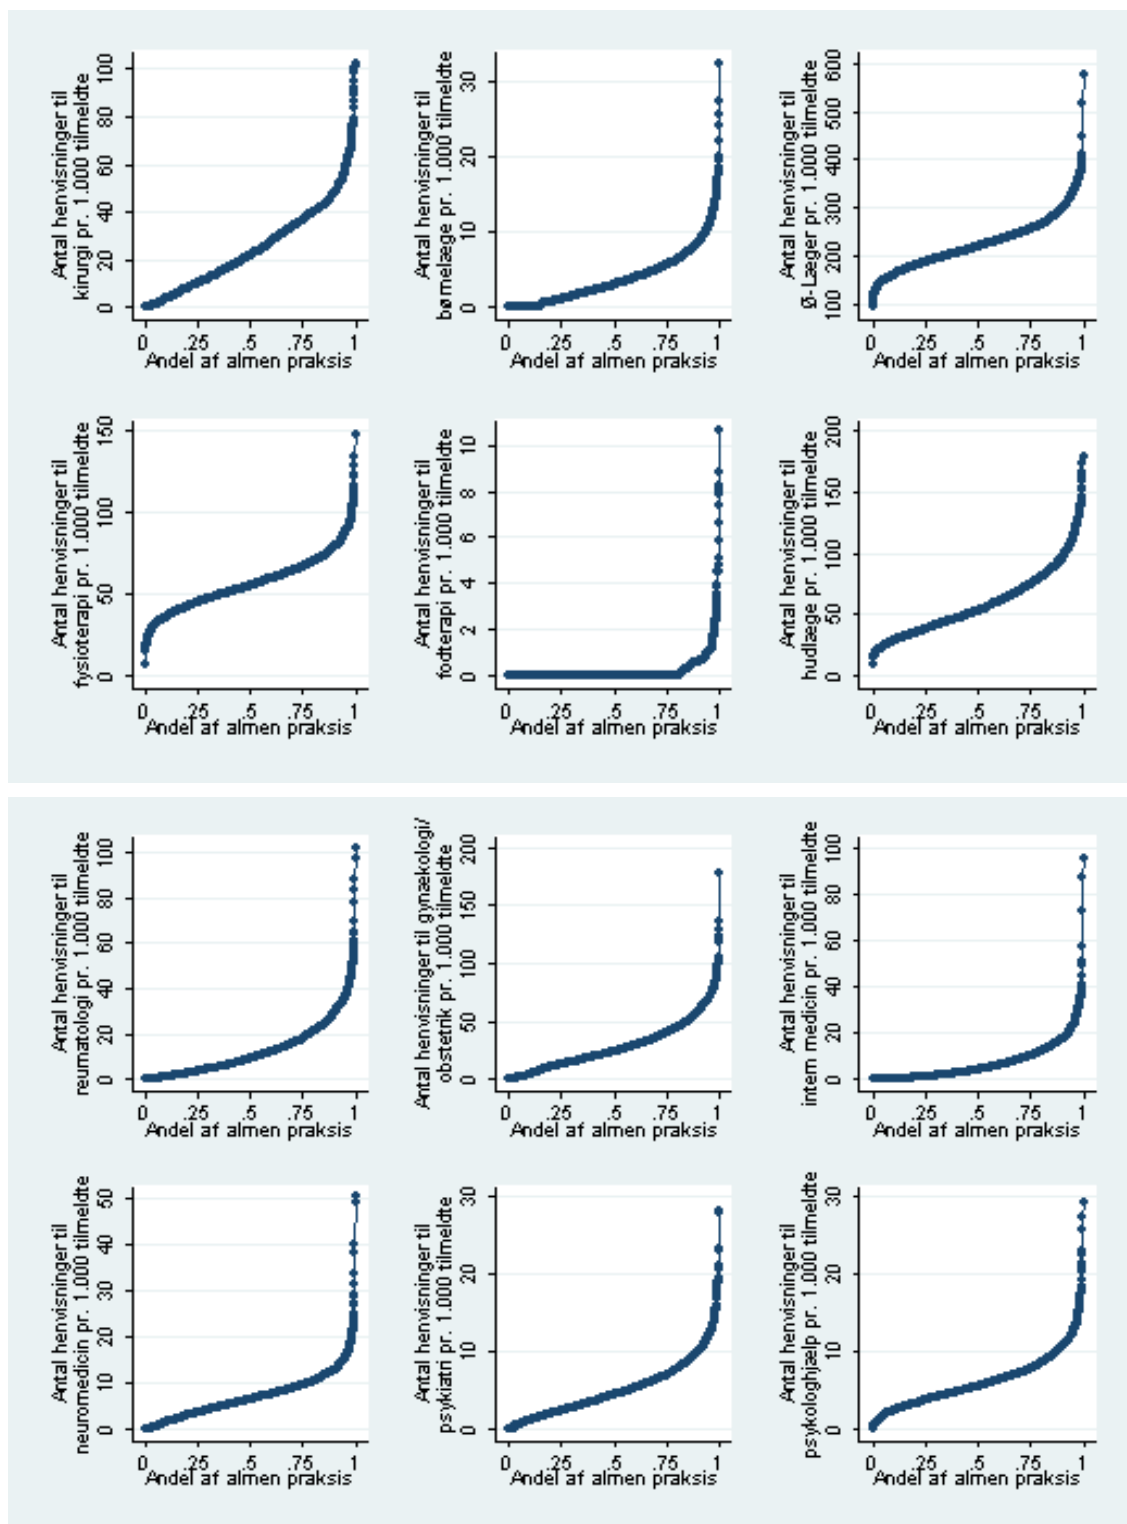 Antal henvisninger til
kirurgi pr. 1.000 tilmeldte
0 20 40 60 80 100
0 .25 .5 .75 1
Andel af almen praksis
Antal henvisninger til
børnelæge pr. 1.000 tilmeldte
0 10 20 30
0 .25 .5 .75 1
Andel af almen praksis
Antal henvisninger til
Ø-Læger pr. 1.000 tilmeldte
100 200 300 400 500 600
0 .25 .5 .75 1
Andel af almen praksis
Antal henvisninger til
fysioterapi pr. 1.000 tilmeldte
0 50 100 150
0 .25 .5 .75 1
Andel af almen praksis
Antal henvisninger til
fodterapi pr. 1.000 tilmeldte
0 2 4 6 8 10
0 .25 .5 .75 1
Andel af almen praksis
Antal henvisninger til
hudlæge pr. 1.000 tilmeldte
0 50 100 150 200
0 .25 .5 .75 1
Andel af almen praksis
Antal henvisninger til
reumatologi pr. 1.000 tilmeldte
0 20 40 60 80 100
0 .25 .5 .75 1
Andel af almen praksis
Antal henvisninger til gynækologi/
obstetrik pr. 1.000 tilmeldte
0 50 100 150 200
0 .25 .5 .75 1
Andel af almen praksis
Antal henvisninger til
intern medicin pr. 1.000 tilmeldte
0 20 40 60 80 100
0 .25 .5 .75 1
Andel af almen praksis
Antal henvisninger til
neuromedicin pr. 1.000 tilmeldte
0 10 20 30 40 50
0 .25 .5 .75 1
Andel af almen praksis
Antal henvisninger til
psykiatri pr. 1.000 tilmeldte
0 10 20 30
0 .25 .5 .75 1
Andel af almen praksis
Antal henvisninger til
psykologhjælp pr. 1.000 tilmeldte
0 10 20 30
0 .25 .5 .75 1
Andel af almen praksis